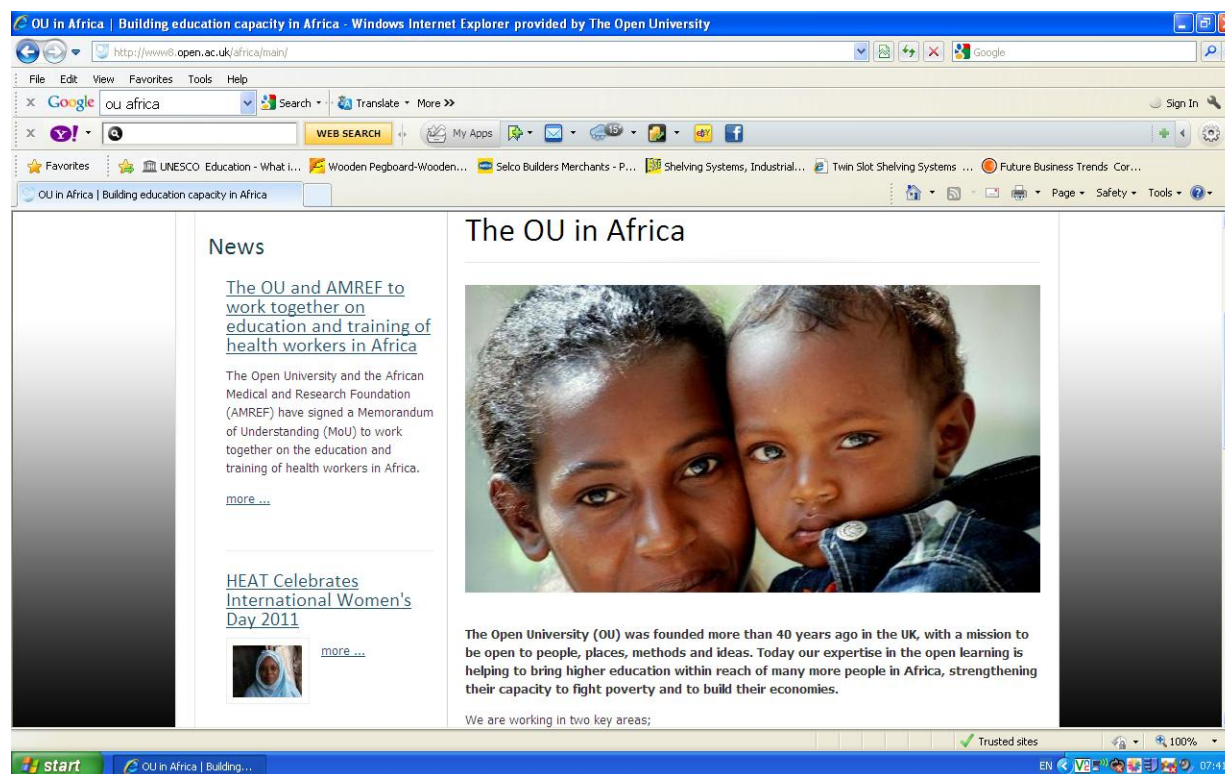 OU in Africa | Building education capacity in Africa - Windows Internet Explorer provided by The Open University
http://www8.open.ac.uk/africa/main/
Google
File Edit View Favorites Tools Help
x Google ou africa Search Translate More >>
Sign In
x Y! WEB SEARCH My Apps 15° ebY f
Favorites UNESCO Education - What i... Wooden Pegboard-Wooden... Selco Builders Merchants - P... Shelving Systems, Industrial... Twin Slot Shelving Systems ... Future Business Trends Cor...
OU in Africa | Building education capacity in Africa
Page Safety Tools
News
The OU and AMREF to
work together on
education and training of
health workers in Africa
The Open University and the African
Medical and Research Foundation
(AMREF) have signed a Memorandum
of Understanding (MoU) to work
together on the education and
training of health workers in Africa.
more ...
HEAT Celebrates
International Women's
Day 2011
more ...
The OU in Africa
The Open University (OU) was founded more than 40 years ago in the UK, with a mission to
be open to people, places, methods and ideas. Today our expertise in the open learning is
helping to bring higher education within reach of many more people in Africa, strengthening
their capacity to fight poverty and to build their economies.
We are working in two key areas;
Trusted sites
100%
start
OU in Africa | Building...
EN
07:41